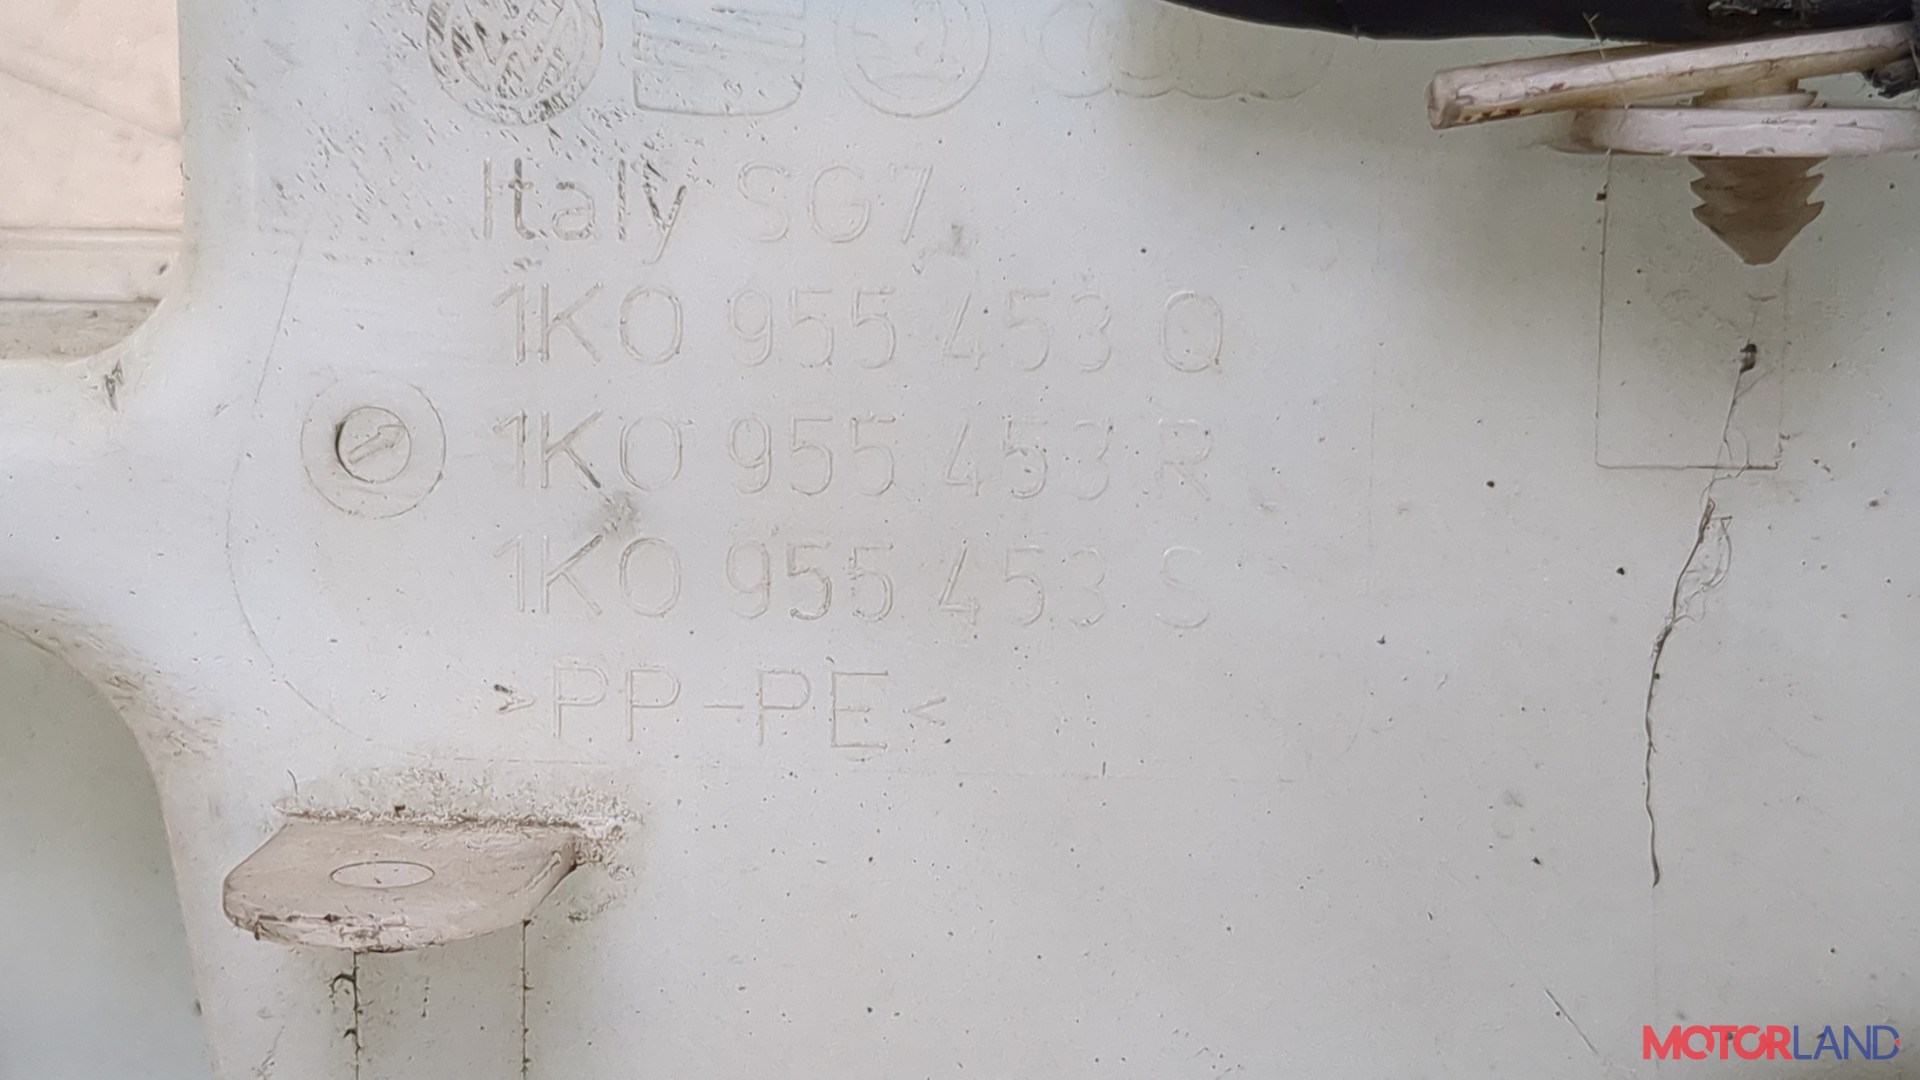 Italy SG7
1K0 955 453 Q
1K0 955 453 R
1K0 955 453 S
>PP-PE<
MOTORLAND